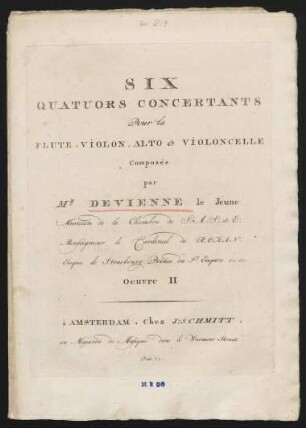 SIX
QUATUORS CONCERTANTS
Pour la
FLUTE, VIOLON, ALTO & VIOLONCELLE
Composés
par
Mr DEVIENNE le Jeune
Musicien de la Chambre de S. A. S. et E.
Monseigneur le Cardinal de ROHAN
Evêque de Strasbourg Prince du St Empire &c. &c.
Oeuvre II
à AMSTERDAM, Chez J: SCHMITT,
au Magazin de Musique dans le Warmoes-Straat.